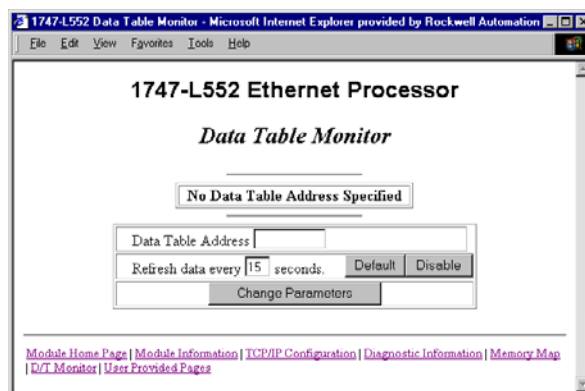 1747-L552 Data Table Monitor - Microsoft Internet Explorer provided by Rockwell Automation
File Edit View Favorites Tools Help
1747-L552 Ethernet Processor
Data Table Monitor
No Data Table Address Specified
Data Table Address
Refresh data every 15 seconds. Default Disable
Change Parameters
Module Home Page | Module Information | TCP/IP Configuration | Diagnostic Information | Memory Map
| D/T Monitor | User Provided Pages